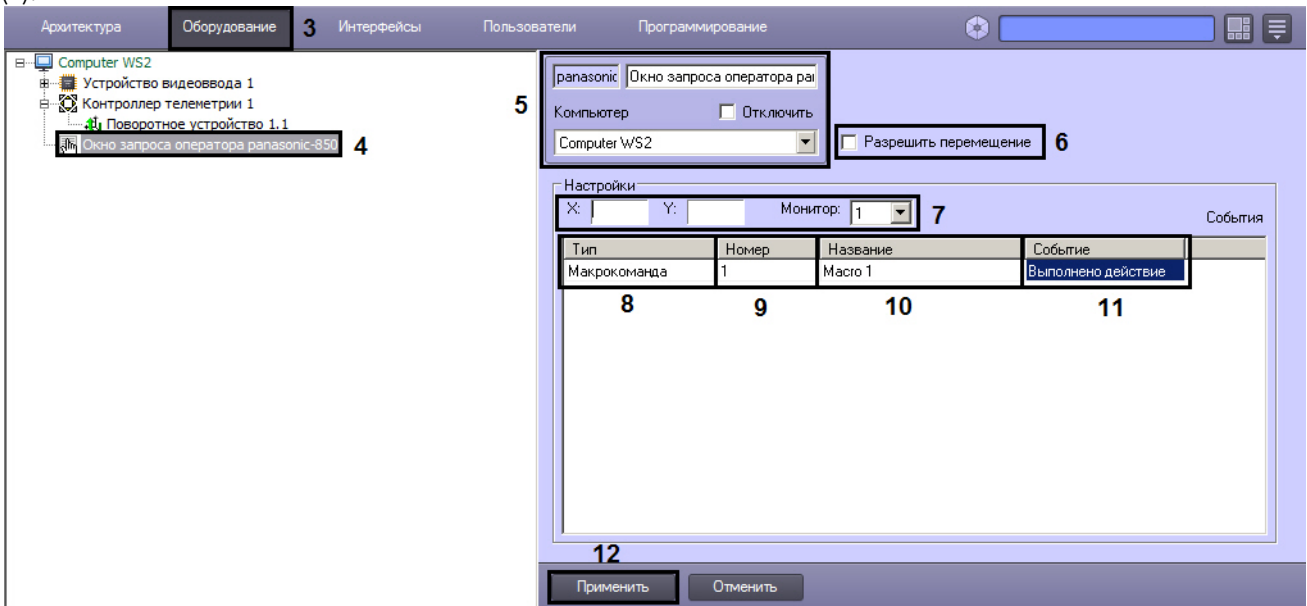 Архитектура Оборудование 3 Интерфейсы Пользователи Программирование
Computer WS2
Устройство видеоввода 1
Контроллер телеметрии 1
Поворотное устройство 1.1
Окно запроса оператора panasonic-850 4
5
panasonic Окно запроса оператора pai
Компьютер Отключить
Computer WS2
Разрешить перемещение 6
Настройки
X: Y: Монитор: 1 7
События
Тип Номер Название Событие
Макрокоманда 1 Macro 1 Выполнено действие
8 9 10 11
12
Применить Отменить